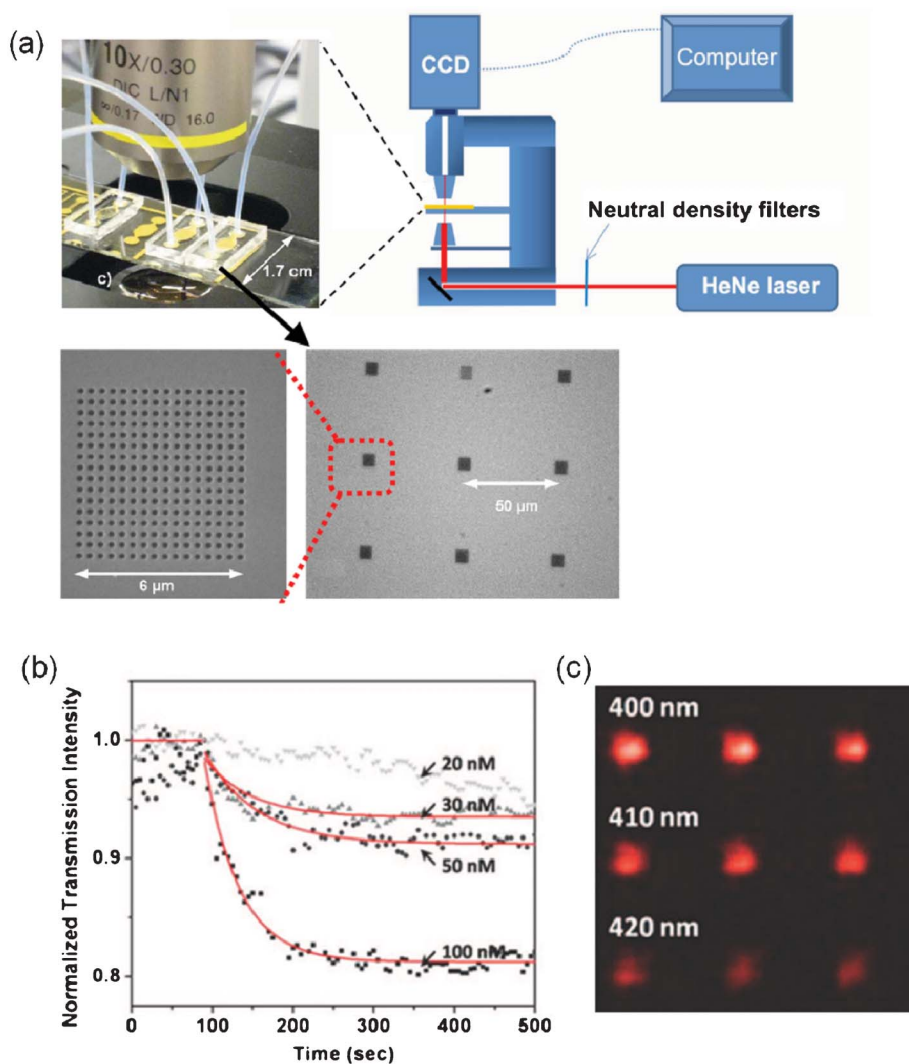 (a)
10X/0.30
DIC L/N1
∞/0.17 WD 16.0
c)
1.7 cm
CCD
Computer
Neutral density filters
HeNe laser
6 µm
50 µm
(b)
Normalized Transmission Intensity
1.0
0.9
0.8
20 nM
30 nM
50 nM
100 nM
0 100 200 300 400 500
Time (sec)
(c)
400 nm
410 nm
420 nm